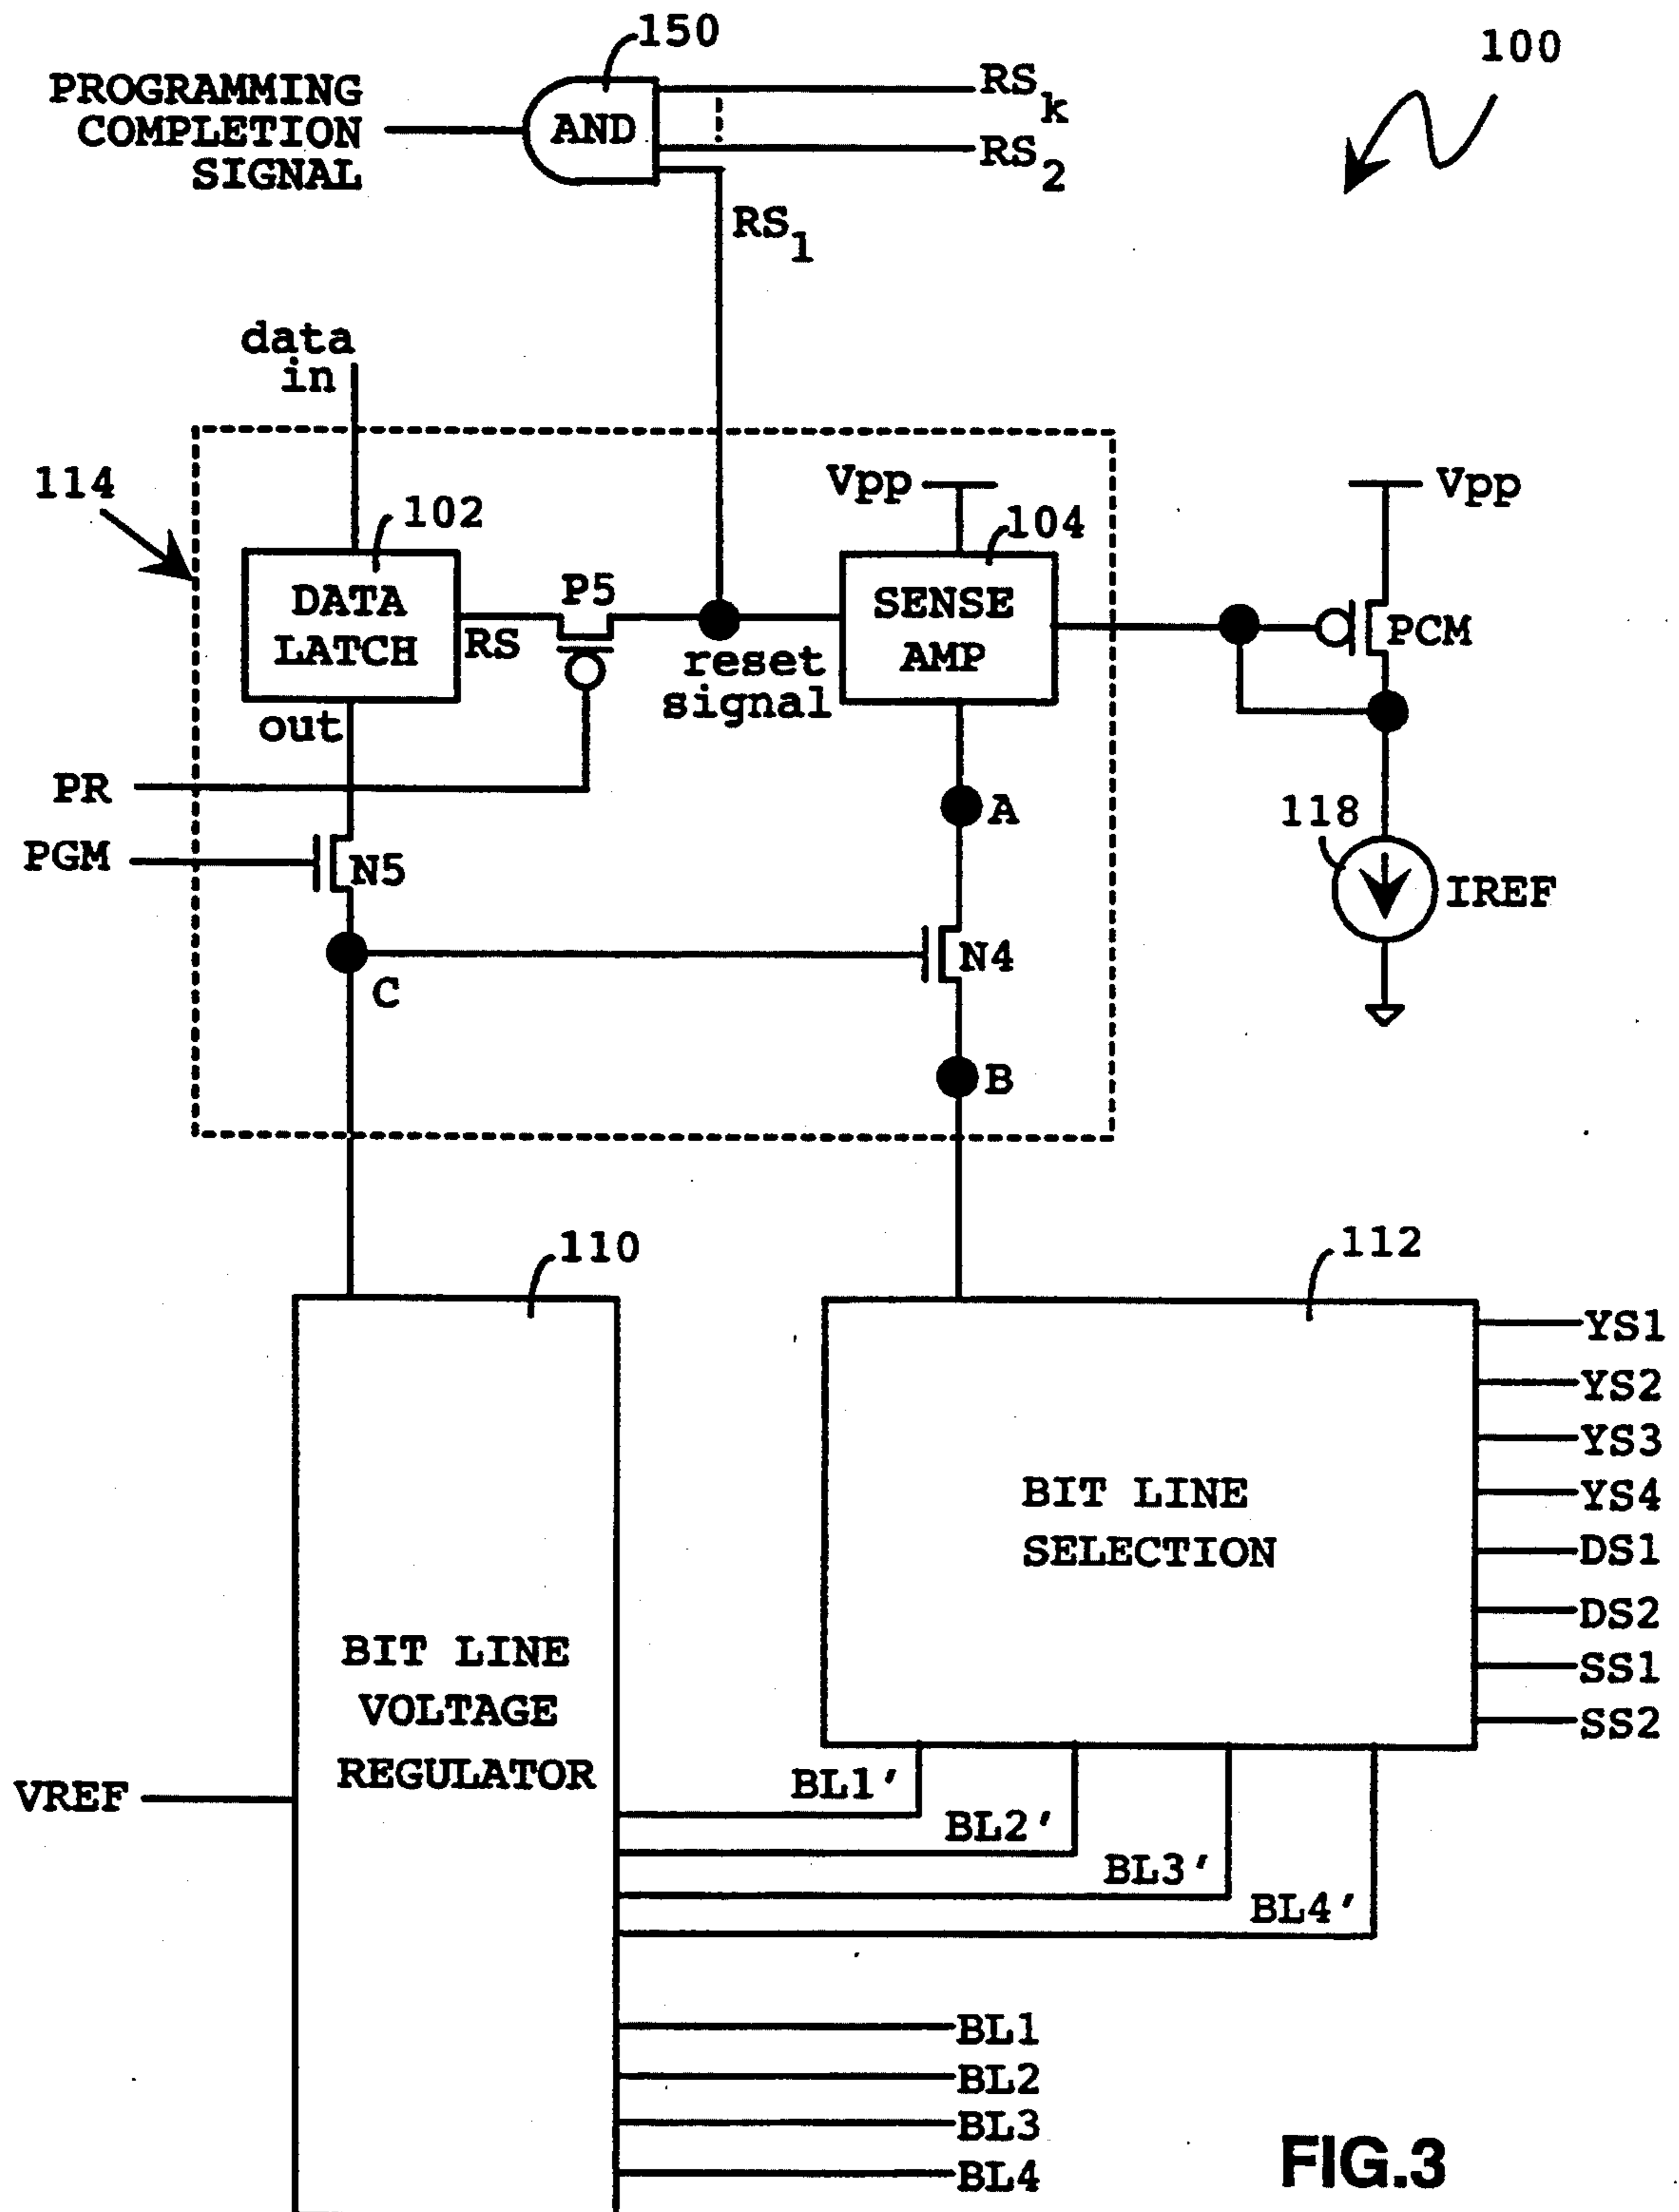 150
100
PROGRAMMING
COMPLETION
SIGNAL
AND
RSk
RS2
RS1
data
in
114
102
Vpp
104
Vpp
DATA
LATCH
RS
P5
reset
signal
SENSE
AMP
PCM
out
PR
A
118
PGM
N5
IREF
C
N4
B
110
112
YS1
YS2
YS3
YS4
DS1
DS2
SS1
SS2
BIT LINE
SELECTION
BIT LINE
VOLTAGE
REGULATOR
VREF
BL1'
BL2'
BL3'
BL4'
BL1
BL2
BL3
BL4
FIG.3